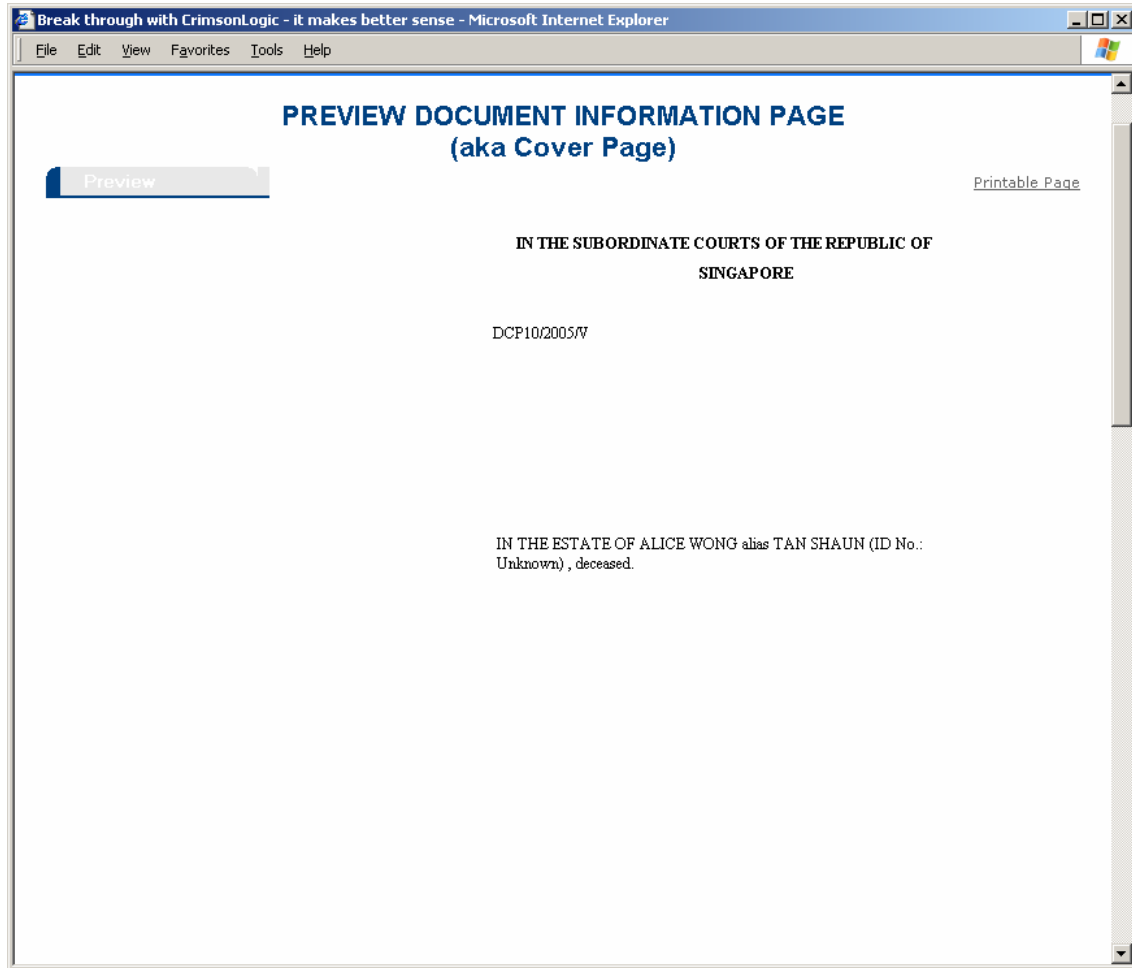 Break through with CrimsonLogic - it makes better sense - Microsoft Internet Explorer
File Edit View Favorites Tools Help
PREVIEW DOCUMENT INFORMATION PAGE
(aka Cover Page)
Preview
Printable Page
IN THE SUBORDINATE COURTS OF THE REPUBLIC OF
SINGAPORE
DCP10/2005/V
IN THE ESTATE OF ALICE WONG alias TAN SHAUN (ID No.:
Unknown) , deceased.